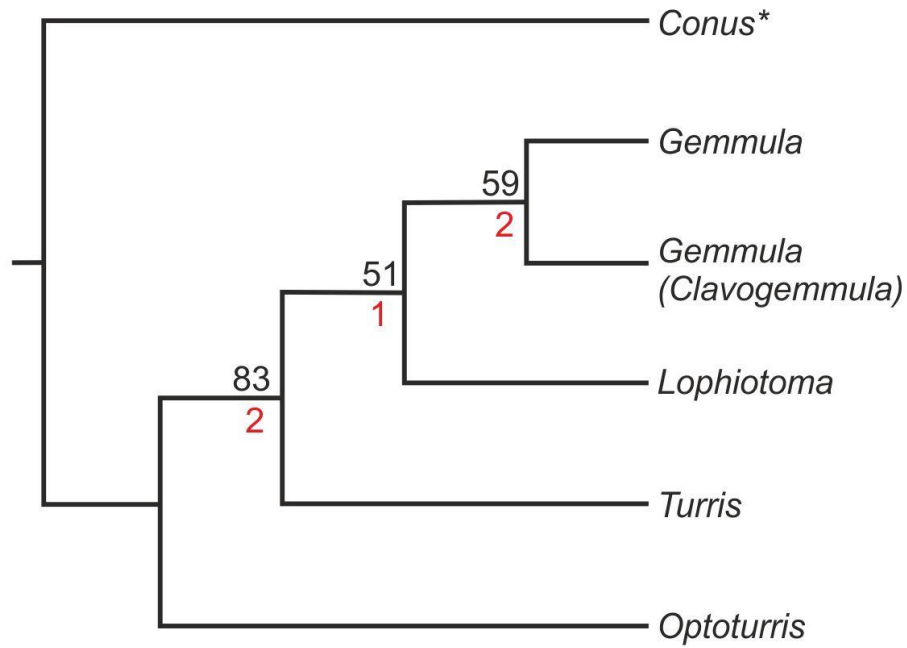 Conus*
Gemmula
59
2
Gemmula
(Clavogemmula)
51
1
Lophiotoma
83
2
Turris
Optoturris